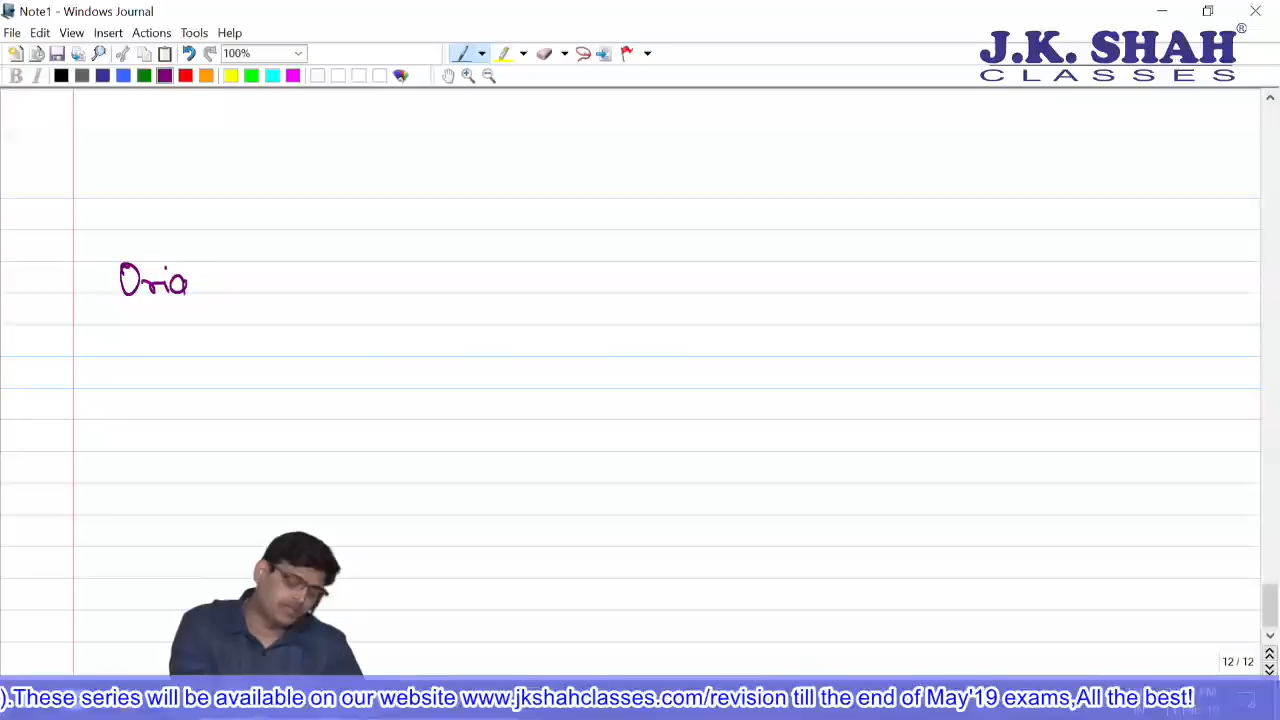 Note1 - Windows Journal
File Edit View Insert Actions Tools Help
100%
J.K. SHAH®
CLASSES
Oria
12 / 12
).These series will be available on our website www.jkshahclasses.com/revision till the end of May'19 exams,All the best!